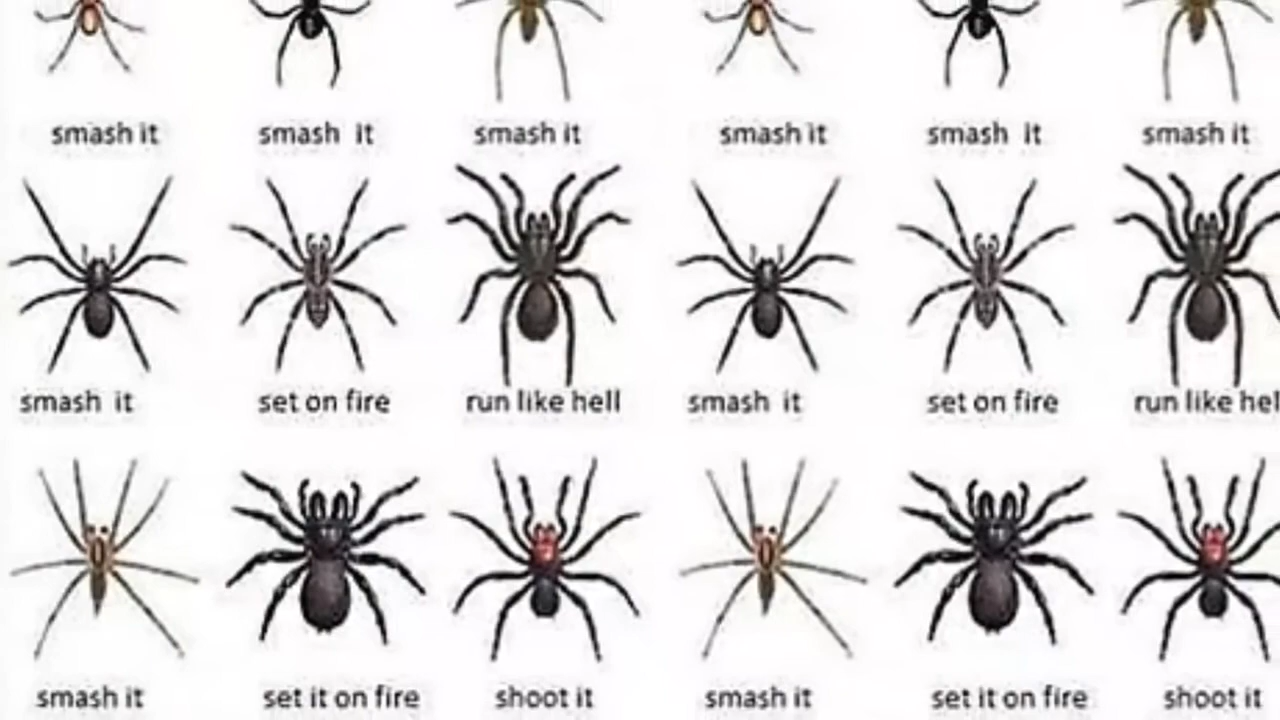 smash it smash it smash it smash it smash it smash it
smash it set on fire run like hell smash it set on fire run like hel
smash it set it on fire shoot it smash it set it on fire shoot it